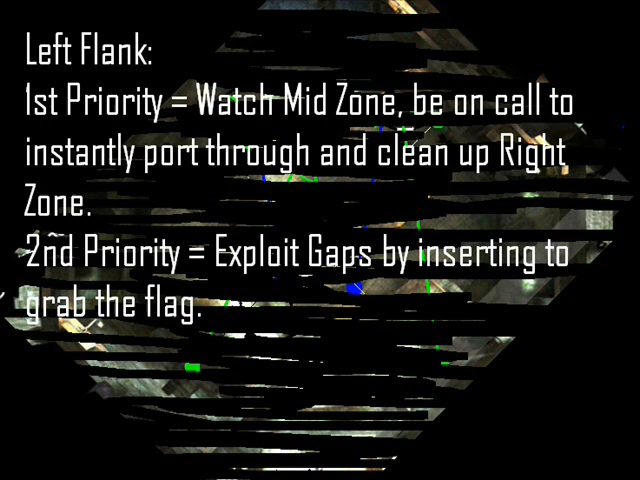 Left Flank:
1st Priority = Watch Mid Zone, be on call to
instantly port through and clean up Right
Zone.
2nd Priority = Exploit Gaps by inserting to
grab the flag.